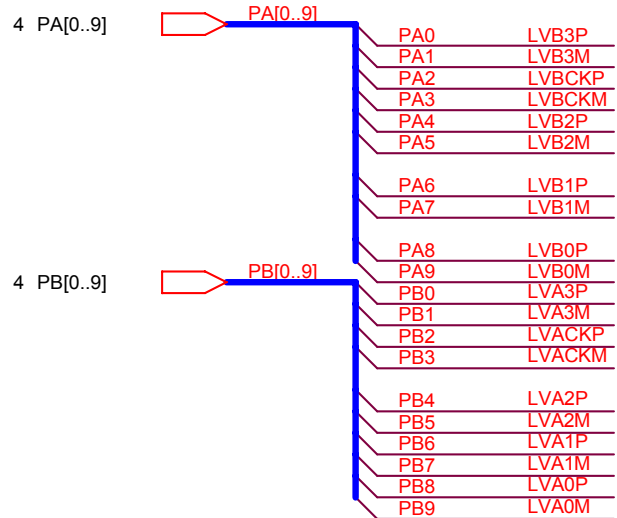 4 PA[0..9] PA[0..9]
PA0 LVB3P
PA1 LVB3M
PA2 LVBCKP
PA3 LVBCKM
PA4 LVB2P
PA5 LVB2M
PA6 LVB1P
PA7 LVB1M
PA8 LVB0P
PA9 LVB0M
4 PB[0..9] PB[0..9]
PB0 LVA3P
PB1 LVA3M
PB2 LVACKP
PB3 LVACKM
PB4 LVA2P
PB5 LVA2M
PB6 LVA1P
PB7 LVA1M
PB8 LVA0P
PB9 LVA0M